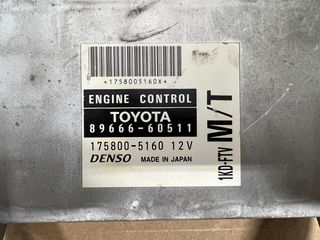 *1758005160X*
ENGINE CONTROL
TOYOTA
89666-60511
175800-5160 12V
DENSO MADE IN JAPAN
1KD-FTV M/T